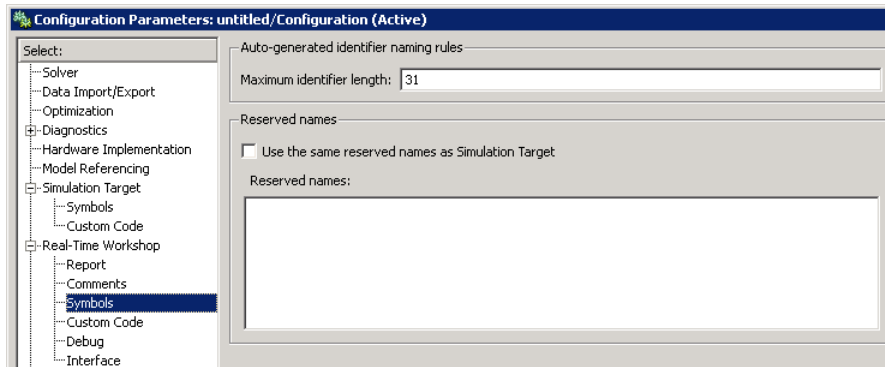 Configuration Parameters: untitled/Configuration (Active)
Select:
Solver
Data Import/Export
Optimization
Diagnostics
Hardware Implementation
Model Referencing
Simulation Target
Symbols
Custom Code
Real-Time Workshop
Report
Comments
Symbols
Custom Code
Debug
Interface
Auto-generated identifier naming rules
Maximum identifier length: 31
Reserved names
Use the same reserved names as Simulation Target
Reserved names: